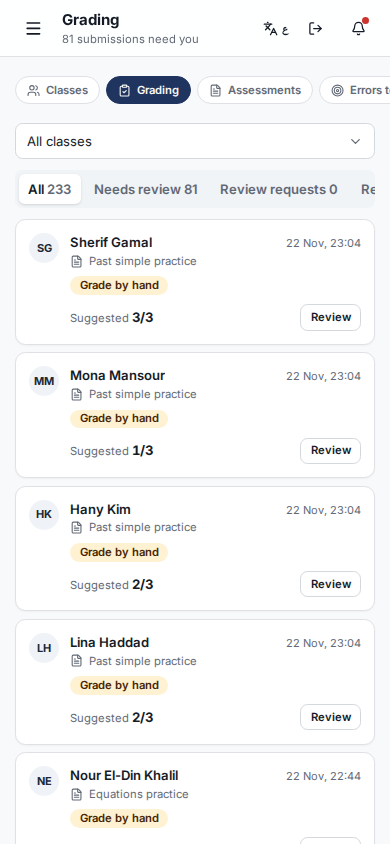 Grading
81 submissions need you
ع
Classes
Grading
Assessments
Errors to
All classes
All 233
Needs review 81
Review requests 0
Re
SG
Sherif Gamal
22 Nov, 23:04
Past simple practice
Grade by hand
Suggested 3/3
Review
MM
Mona Mansour
22 Nov, 23:04
Past simple practice
Grade by hand
Suggested 1/3
Review
HK
Hany Kim
22 Nov, 23:04
Past simple practice
Grade by hand
Suggested 2/3
Review
LH
Lina Haddad
22 Nov, 23:04
Past simple practice
Grade by hand
Suggested 2/3
Review
NE
Nour El-Din Khalil
22 Nov, 22:44
Equations practice
Grade by hand